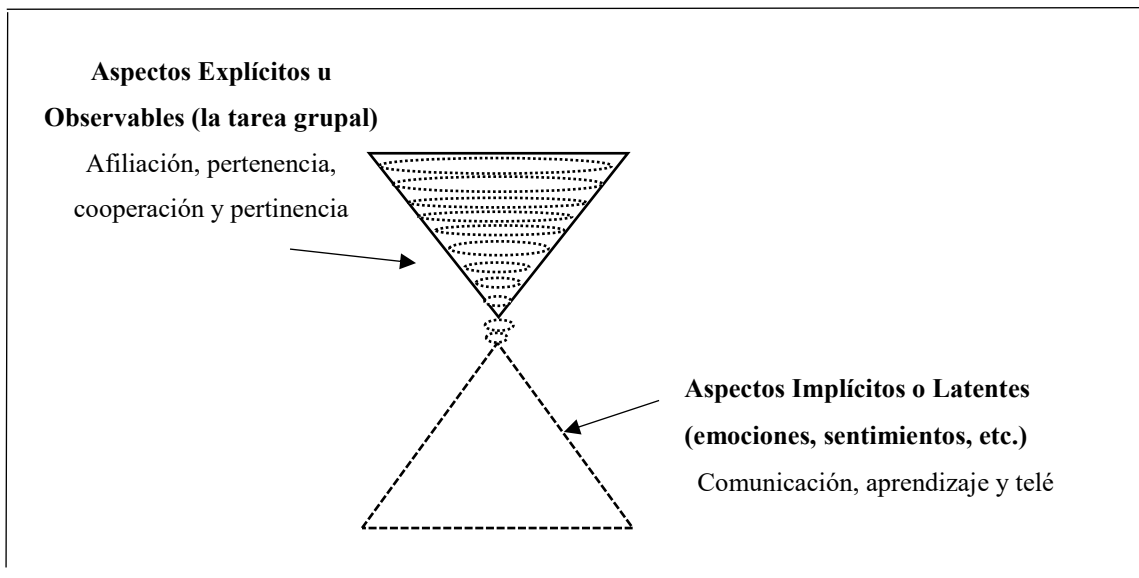 Aspectos Explícitos u
Observables (la tarea grupal)
Afiliación, pertenencia,
cooperación y pertinencia
Aspectos Implícitos o Latentes
(emociones, sentimientos, etc.)
Comunicación, aprendizaje y telé